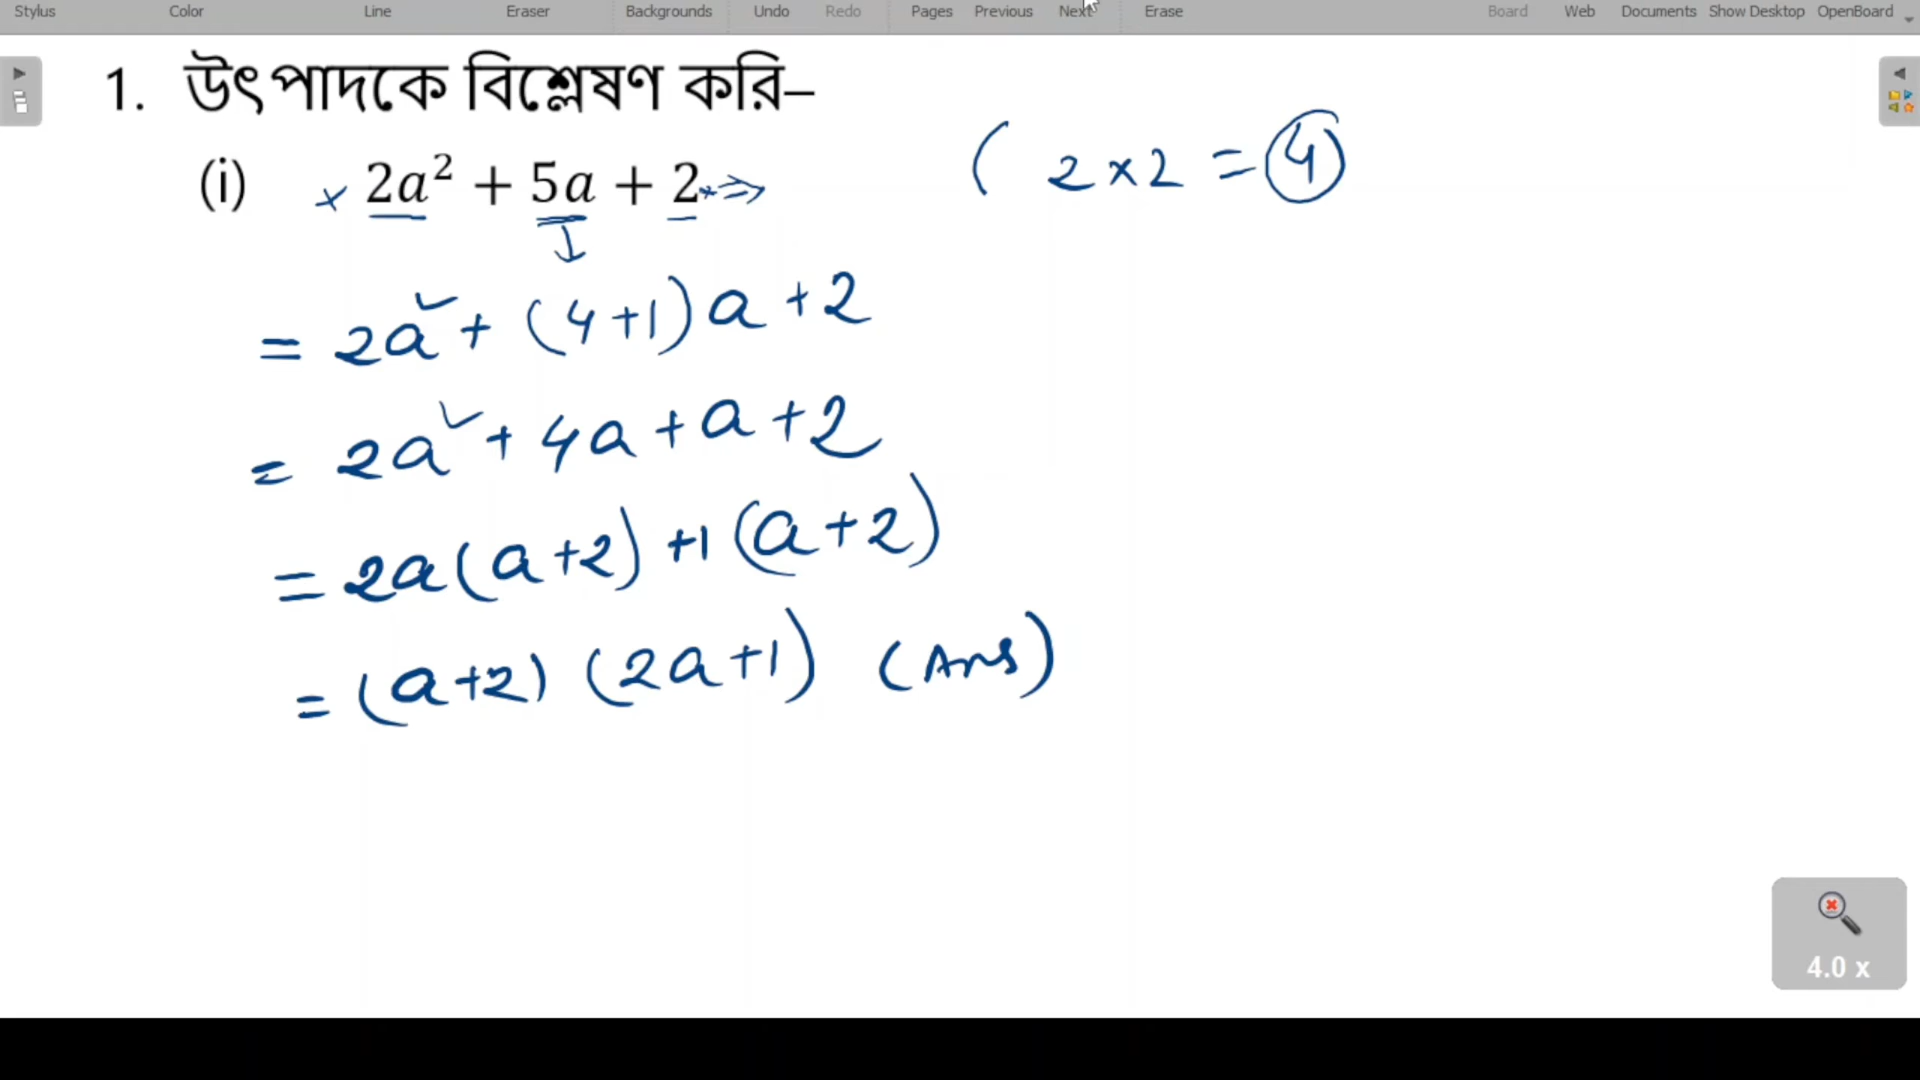 Stylus Color Line Eraser Backgrounds Undo Redo Pages Previous Next Erase Board Web Documents Show Desktop OpenBoard
1. উৎপাদকে বিশ্লেষণ করি–
(i) × 2a² + 5a + 2 × ⇒ ( 2 × 2 = 4
↓
= 2a² + (4+1)a + 2
= 2a² + 4a + a + 2
= 2a(a+2) +1(a+2)
= (a+2) (2a+1) (Ans)
4.0 x